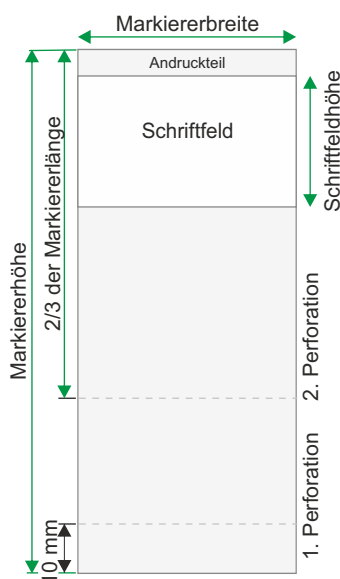 Markiererbreite
Andruckteil
Schriftfeld
Schriftfeldhöhe
Markiererhöhe
2/3 der Markiererlänge
2. Perforation
1. Perforation
10 mm